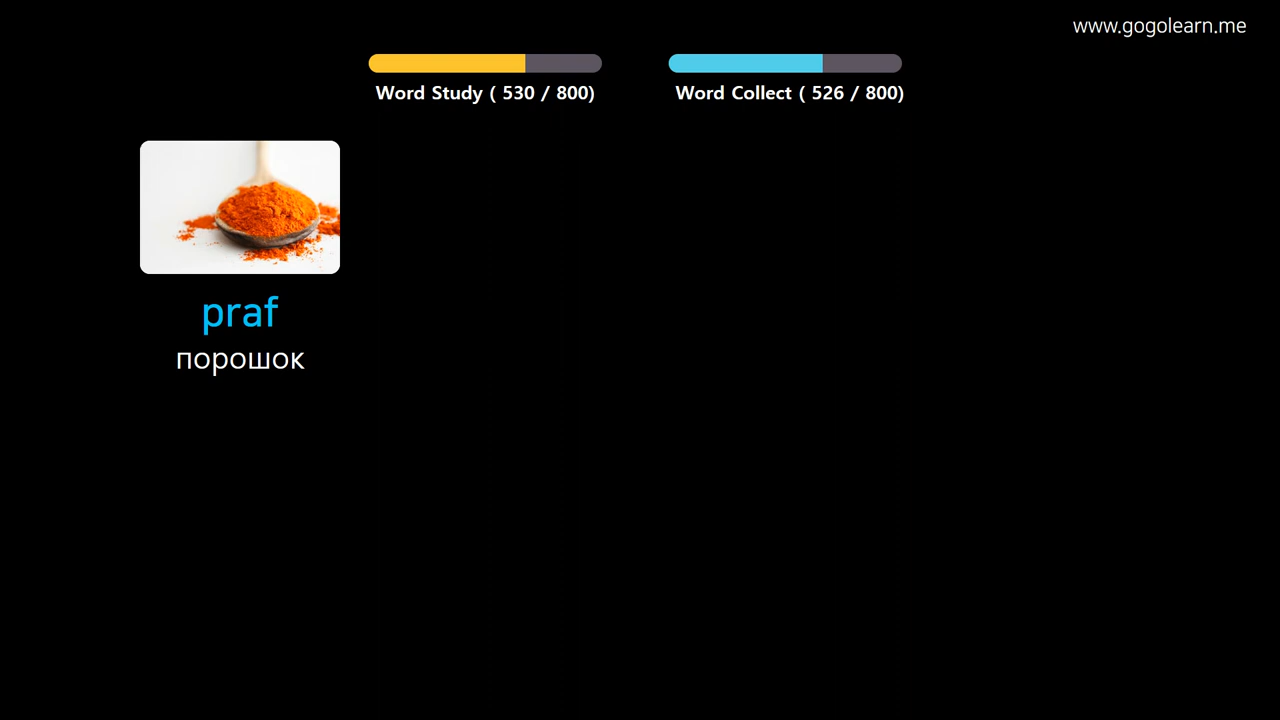 www.gogolearn.me
Word Study ( 530 / 800)
Word Collect ( 526 / 800)
praf
порошок